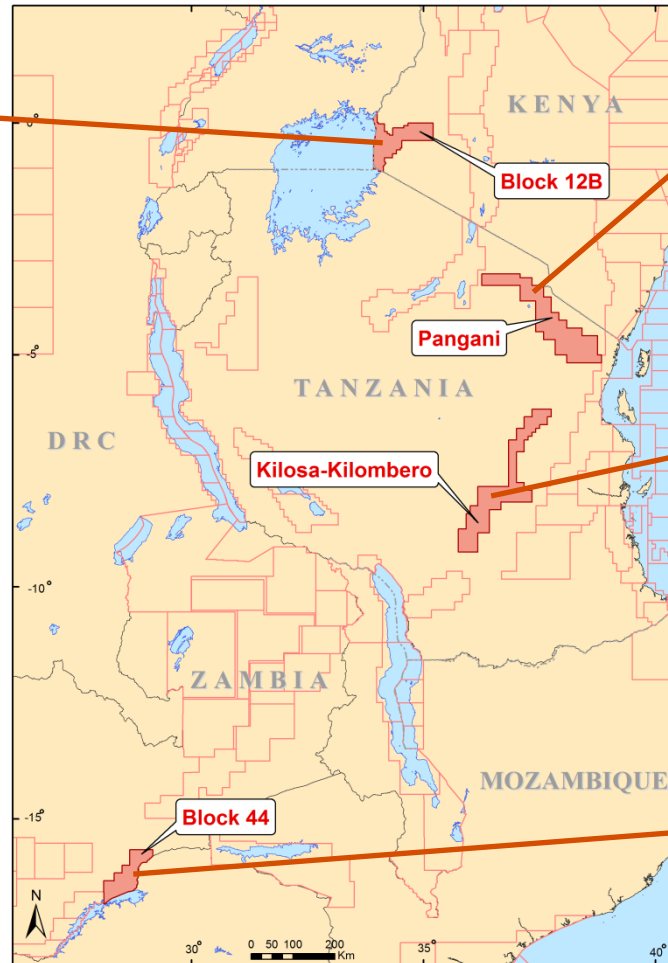 0°
KENYA
Block 12B
Pangani
-5°
TANZANIA
DRC
Kilosa-Kilombero
-10°
ZAMBIA
MOZAMBIQUE
-15°
Block 44
N
30°
35°
40°
0 50 100 200
Km